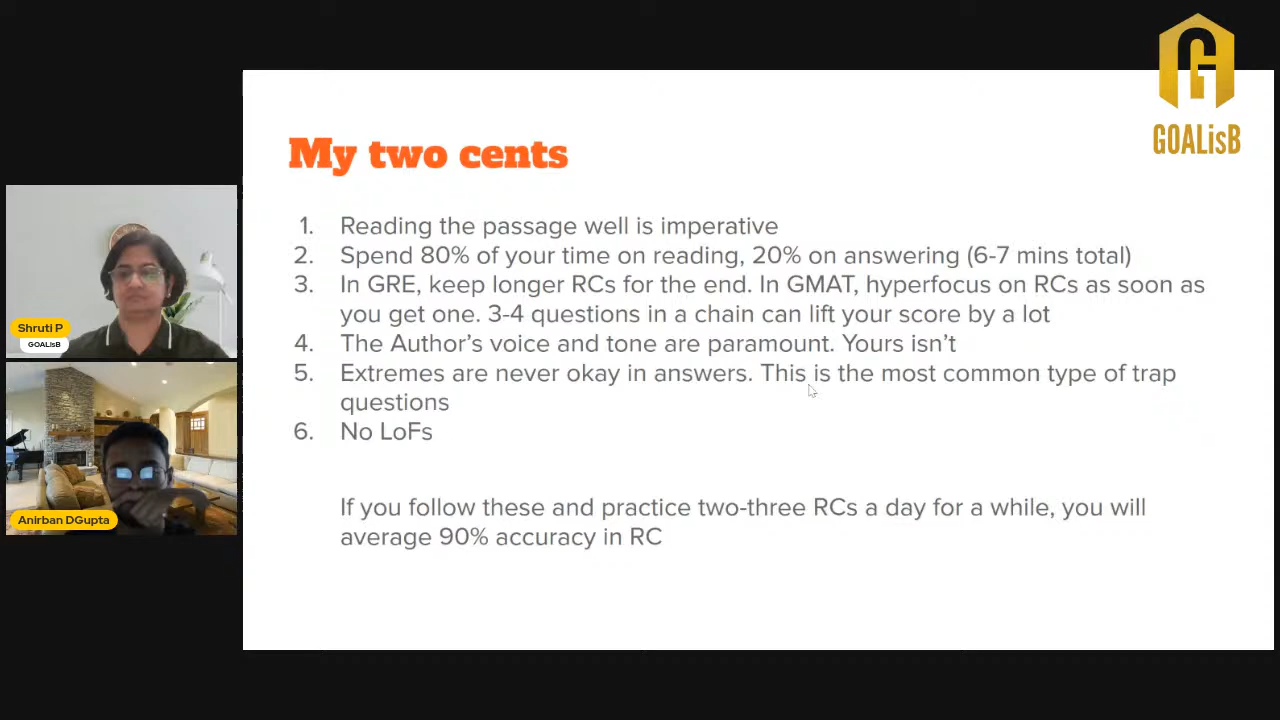 GOALisB
My two cents
1. Reading the passage well is imperative
2. Spend 80% of your time on reading, 20% on answering (6-7 mins total)
3. In GRE, keep longer RCs for the end. In GMAT, hyperfocus on RCs as soon as
you get one. 3-4 questions in a chain can lift your score by a lot
4. The Author's voice and tone are paramount. Yours isn't
5. Extremes are never okay in answers. This is the most common type of trap
questions
6. No LoFs
If you follow these and practice two-three RCs a day for a while, you will
average 90% accuracy in RC
Shruti P
GOALisB
Anirban DGupta